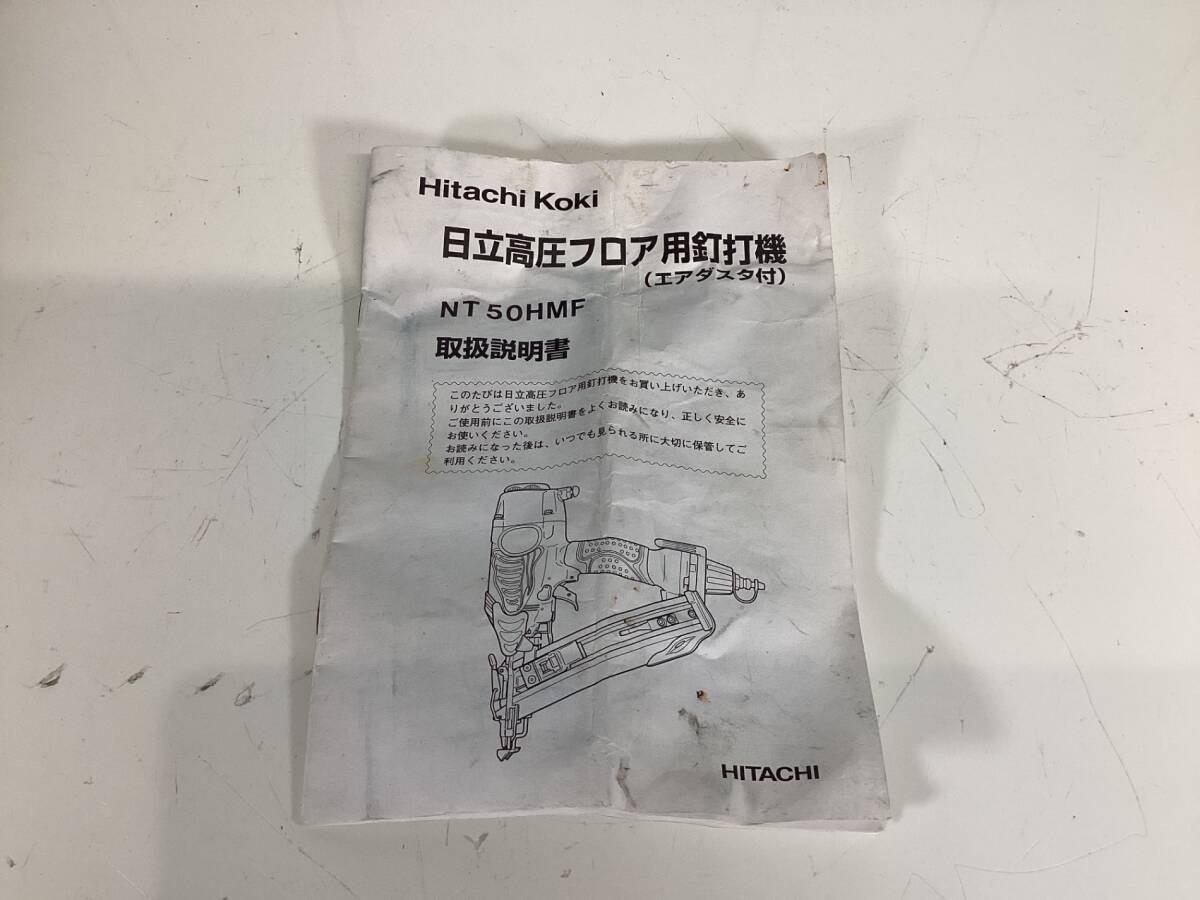 Hitachi Koki
日立高圧フロア用釘打機
(エアダスタ付)
NT 50HMF
取扱説明書
このたびは日立高圧フロア用釘打機をお買い上げいただき、あ
りがとうございました。
ご使用前にこの取扱説明書をよくお読みになり、正しく安全に
お使いください。
お読みになった後は、いつでも見られる所に大切に保管してご
利用ください。
HITACHI